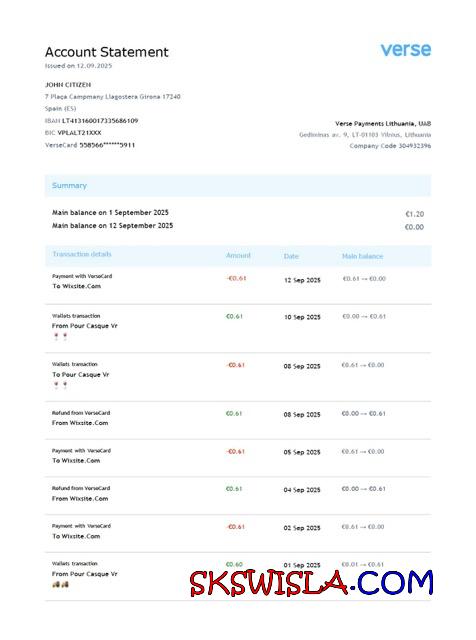 Account Statement
verse
Issued on 12.09.2025
JOHN CITIZEN
7 Plaça Campmany Llagostera Girona 17240
Spain (ES)
IBAN LT413160017335686109
BIC VPLALT21XXX
VerseCard 558566******5911
Verse Payments Lithuania, UAB
Gediminas av. 9, LT-01103 Vilnius, Lithuania
Company Code 304932396
Summary
Main balance on 1 September 2025 €1.20
Main balance on 12 September 2025 €0.00
Transaction details Amount Date Main balance
Payment with VerseCard
To Wixsite.Com -€0.61 12 Sep 2025 €0.61 → €0.00
Wallets transaction
From Pour Casque Vr €0.61 10 Sep 2025 €0.00 → €0.61
🍷 🍷
Wallets transaction
To Pour Casque Vr -€0.61 08 Sep 2025 €0.61 → €0.00
🍷 🍷
Refund from VerseCard
From Wixsite.Com €0.61 08 Sep 2025 €0.00 → €0.61
Payment with VerseCard
To Wixsite.Com -€0.61 05 Sep 2025 €0.61 → €0.00
Refund from VerseCard
From Wixsite.Com €0.61 04 Sep 2025 €0.00 → €0.61
Payment with VerseCard
To Wixsite.Com -€0.61 02 Sep 2025 €0.61 → €0.00
Wallets transaction
From Pour Casque Vr €0.60 01 Sep 2025 €0.01 → €0.61
SKSWISLA.COM